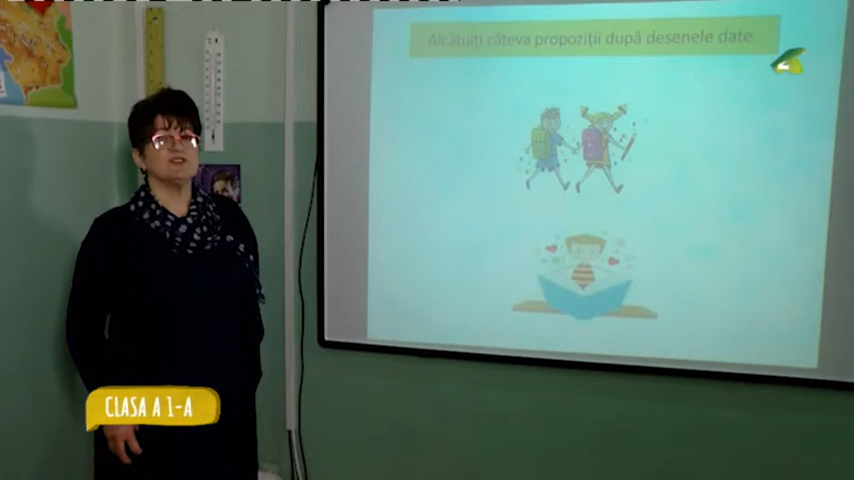 Alcătuiți câteva propoziții după desenele date
CLASA A 1-A